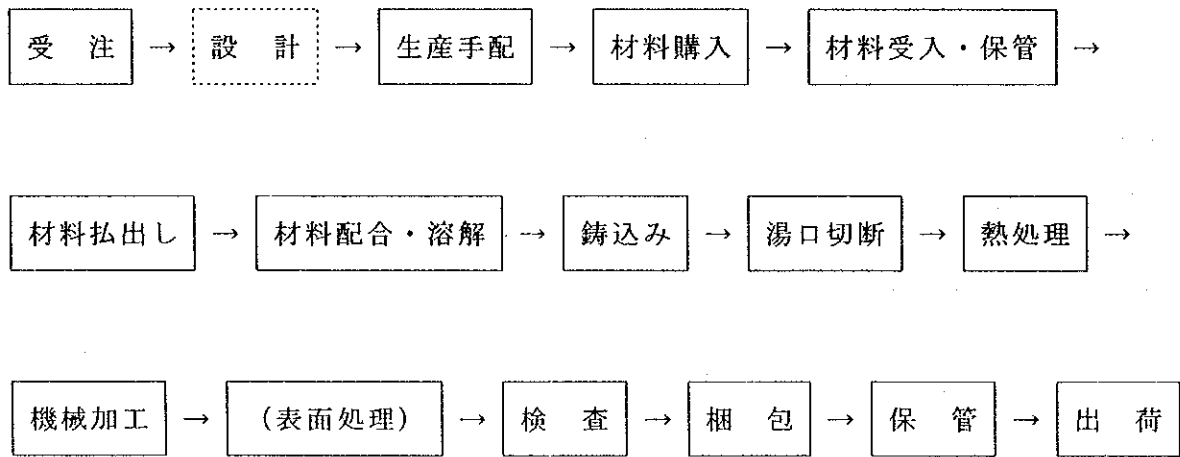 受 注 → 設 計 → 生産手配 → 材料購入 → 材料受入・保管 →
材料払出し → 材料配合・溶解 → 鋳込み → 湯口切断 → 熱処理 →
機械加工 → (表面処理) → 検 査 → 梱 包 → 保 管 → 出 荷